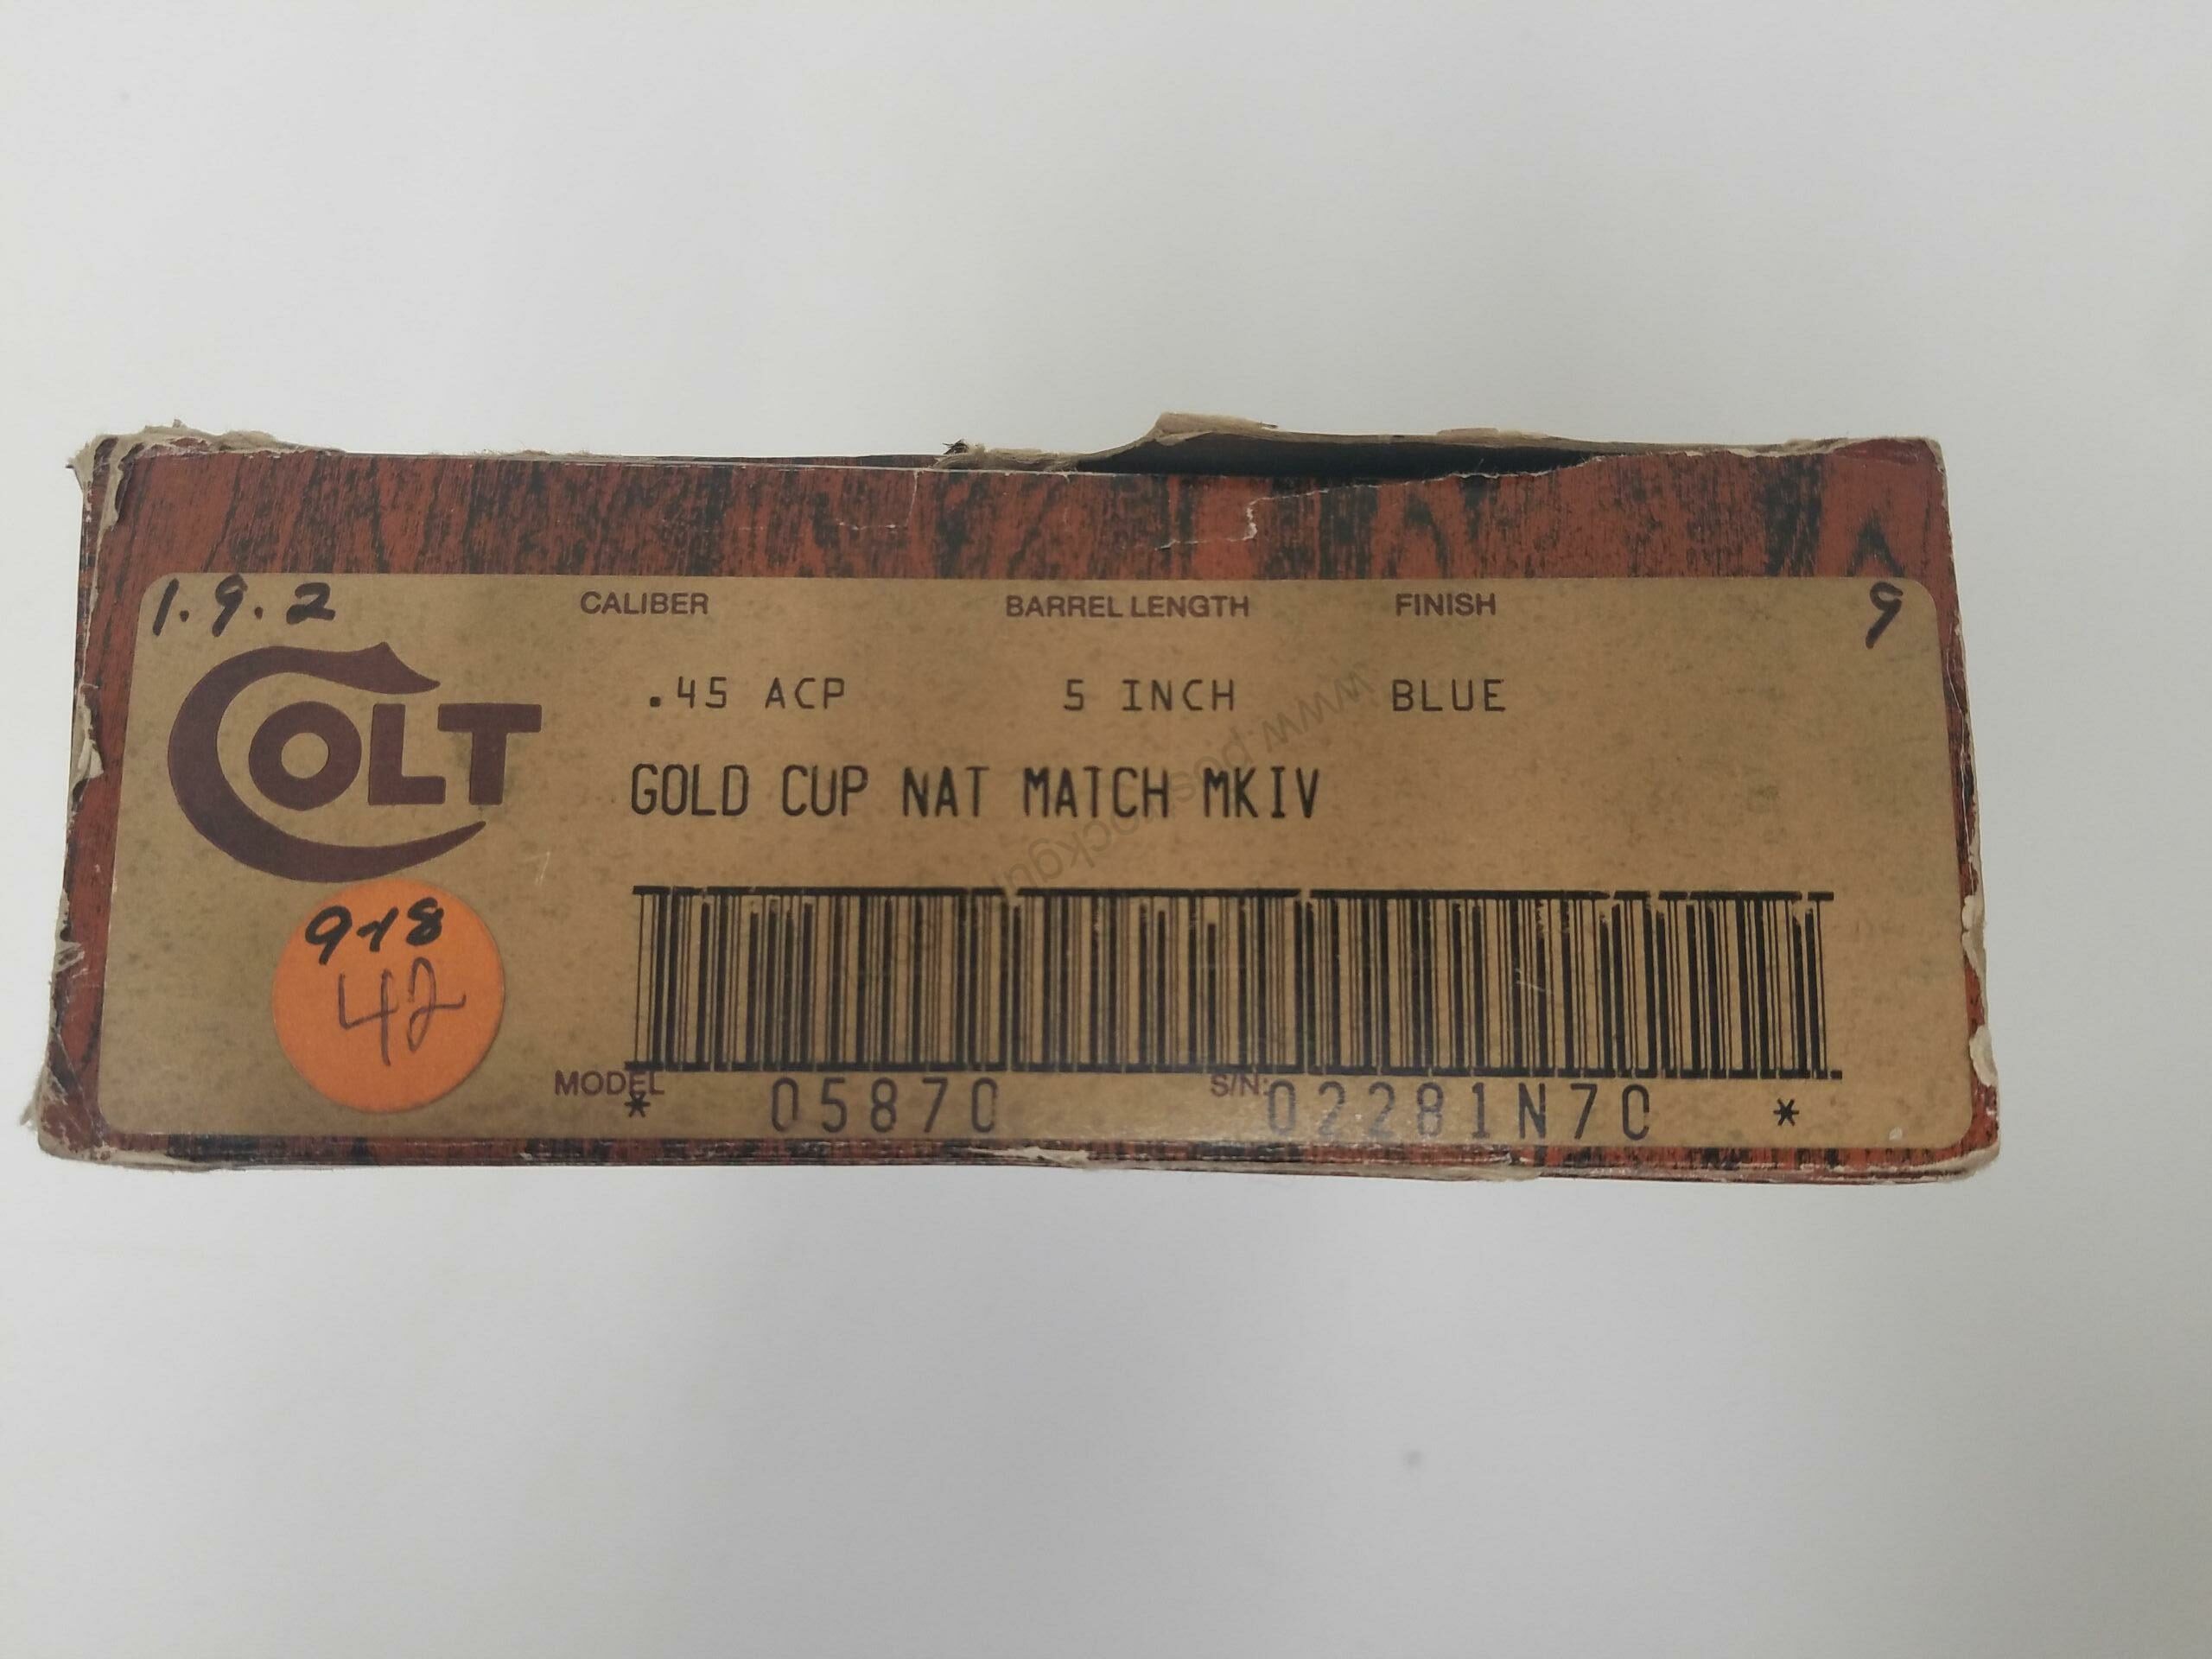 1.9.2
CALIBER BARREL LENGTH FINISH 9
COLT
.45 ACP 5 INCH BLUE
GOLD CUP NAT MATCH MKIV
978
42
MODEL S/N:
* 05870 02281N70 *